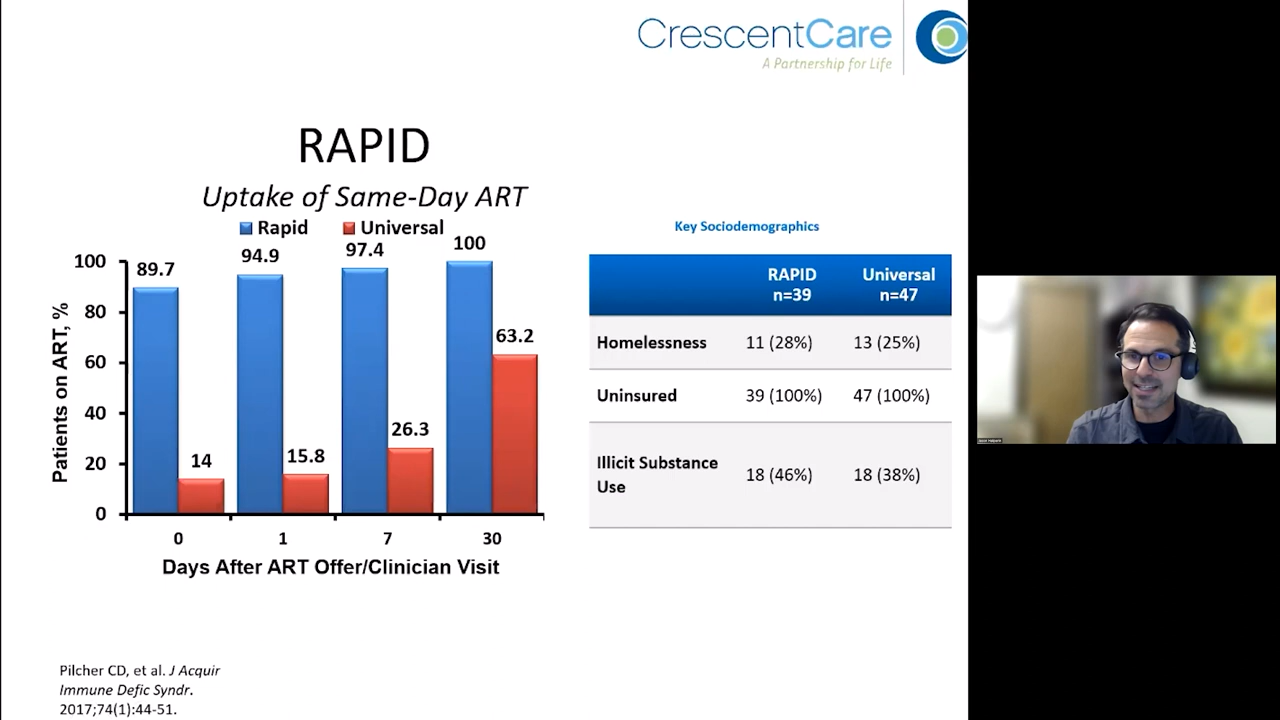 CrescentCare
A Partnership for Life
RAPID
Uptake of Same-Day ART
Rapid Universal
89.7
94.9
97.4
100
14
15.8
26.3
63.2
Patients on ART, %
100
80
60
40
20
0
0 1 7 30
Days After ART Offer/Clinician Visit
Key Sociodemographics
RAPID Universal
n=39 n=47
Homelessness 11 (28%) 13 (25%)
Uninsured 39 (100%) 47 (100%)
Illicit Substance
Use 18 (46%) 18 (38%)
Pilcher CD, et al. J Acquir
Immune Defic Syndr.
2017;74(1):44-51.